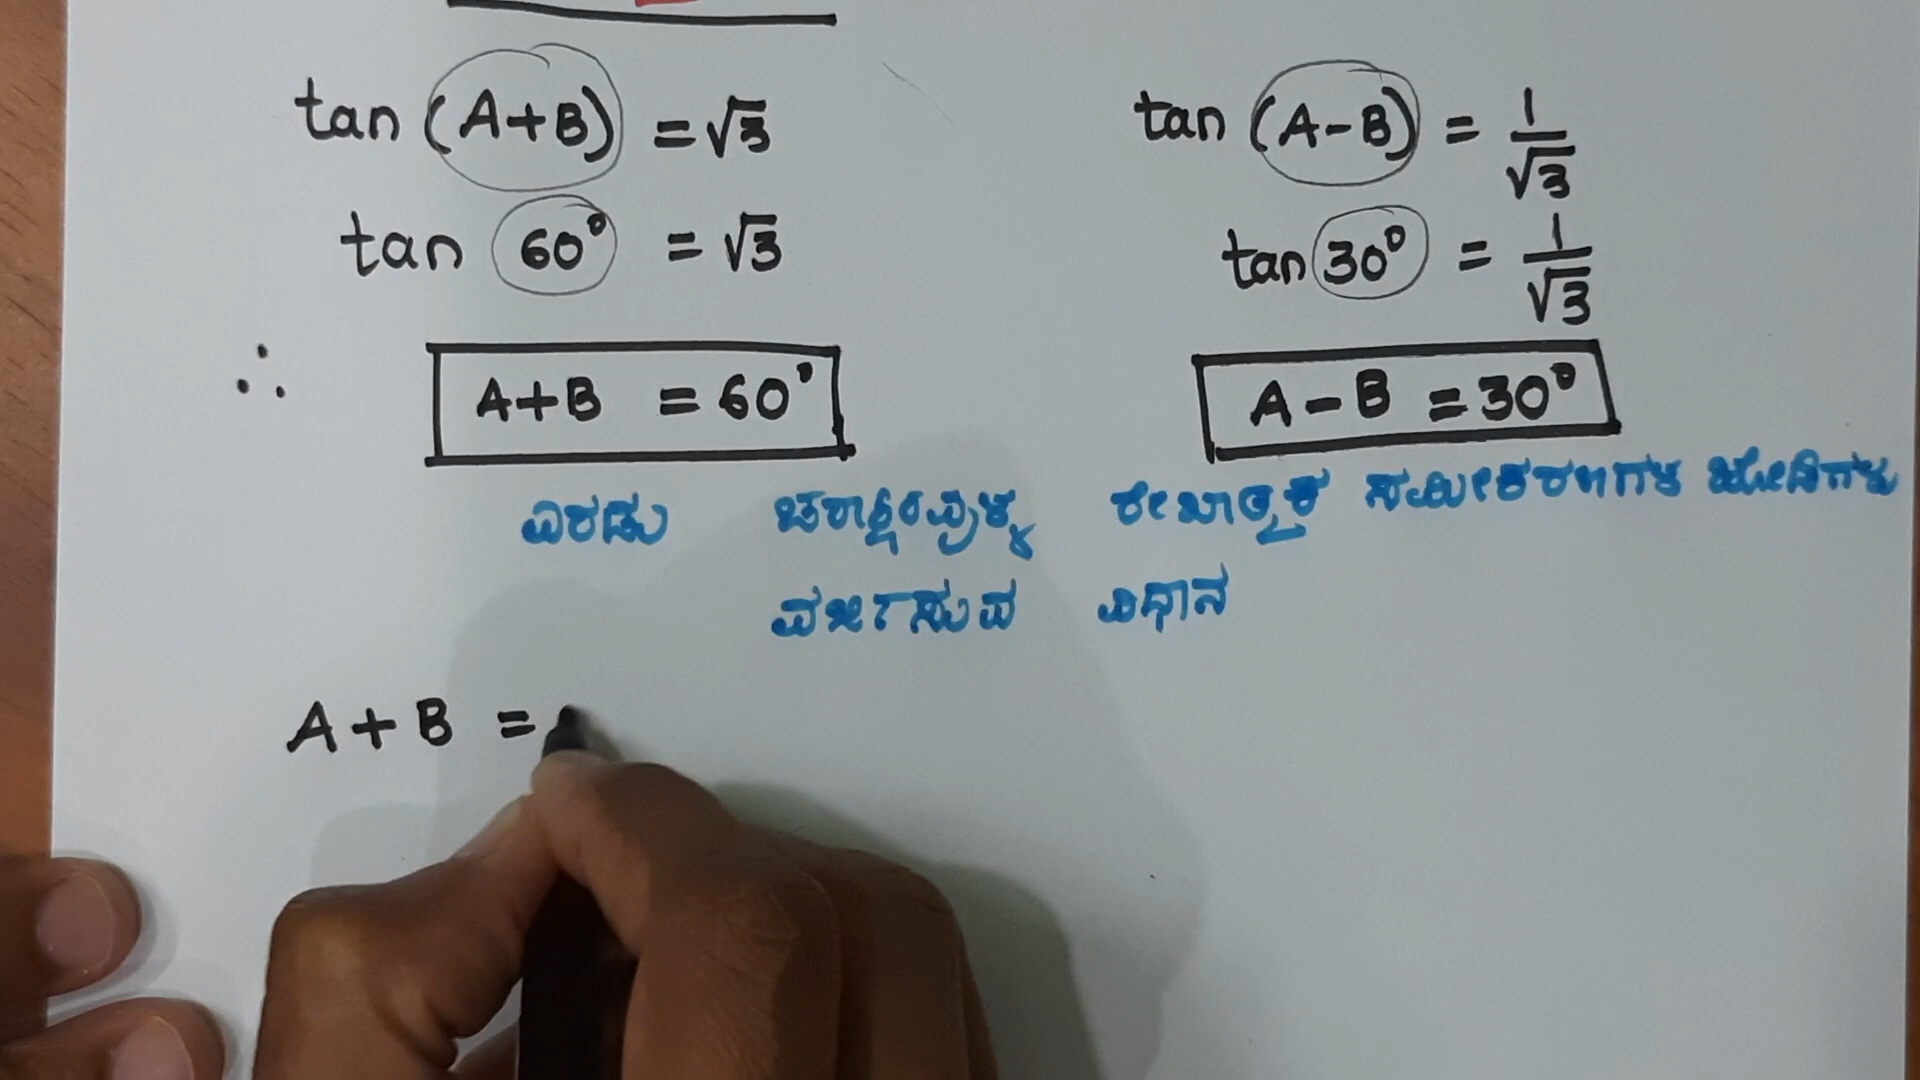 tan (A+B) = √3 tan (A-B) = 1/√3
tan 60° = √3 tan 30° = 1/√3
∴ A+B = 60° A-B = 30°
ಎರಡು ಚರಾಕ್ಷರವುಳ್ಳ ರೇಖಾತ್ಮಕ ಸಮೀಕರಣಗಳ ಜೋಡಿಗಳು
ವರ್ಜಿಸುವ ವಿಧಾನ
A+B =